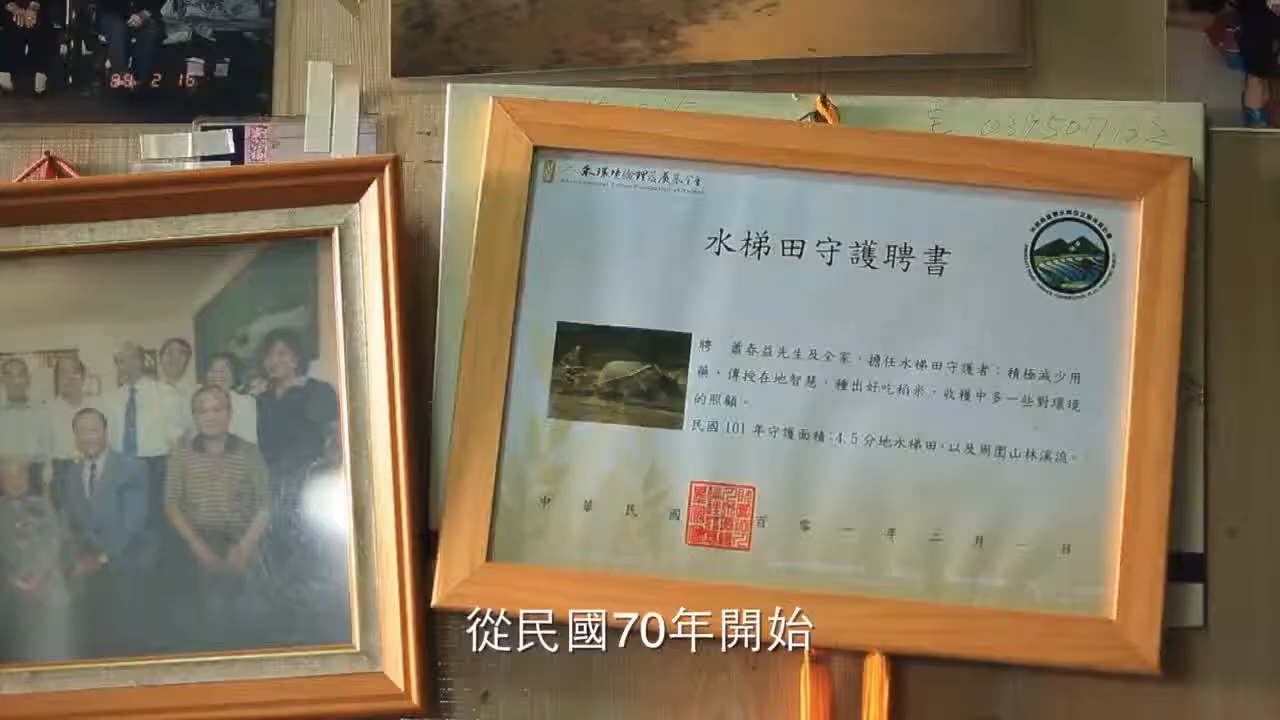 94 2 16
水梯田守護聘書
聘 蕭春益先生及全家，擔任水梯田守護者：積極減少用
藥、傳授在地智慧，種出好吃稻米，收穫中多一些對環境
的照顧。
民國101年守護面積：4.5分地水梯田，以及周圍山林溪流。
中華民國 百零一年三月一日
從民國70年開始